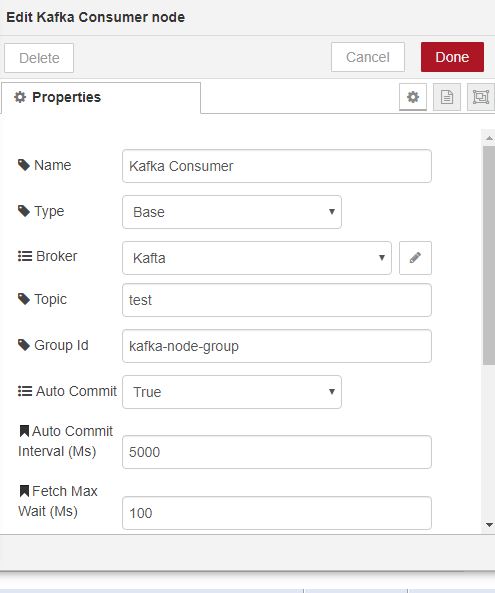 Edit Kafka Consumer node
Delete
Cancel
Done
Properties
Name
Kafka Consumer
Type
Base
Broker
Kafta
Topic
test
Group Id
kafka-node-group
Auto Commit
True
Auto Commit
Interval (Ms)
5000
Fetch Max
Wait (Ms)
100